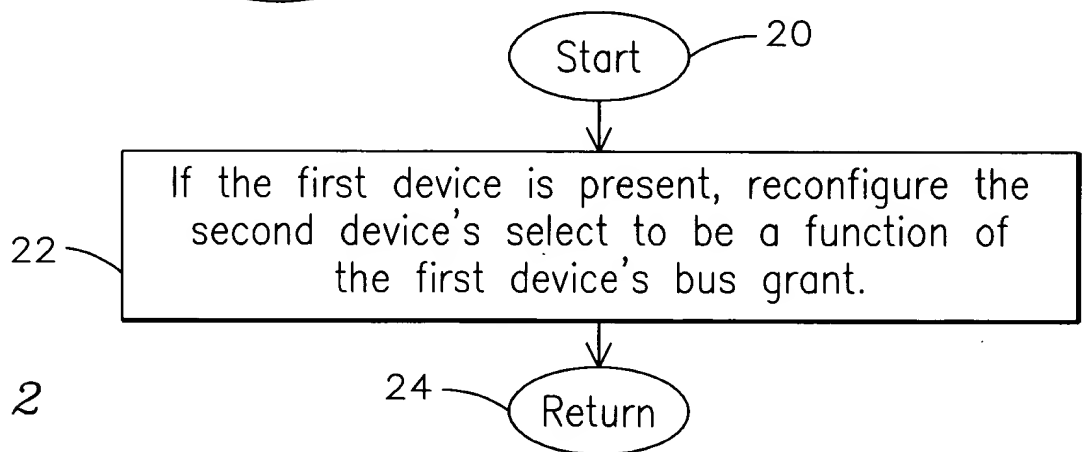 Start
20
If the first device is present, reconfigure the
second device's select to be a function of
the first device's bus grant.
22
2
24
Return